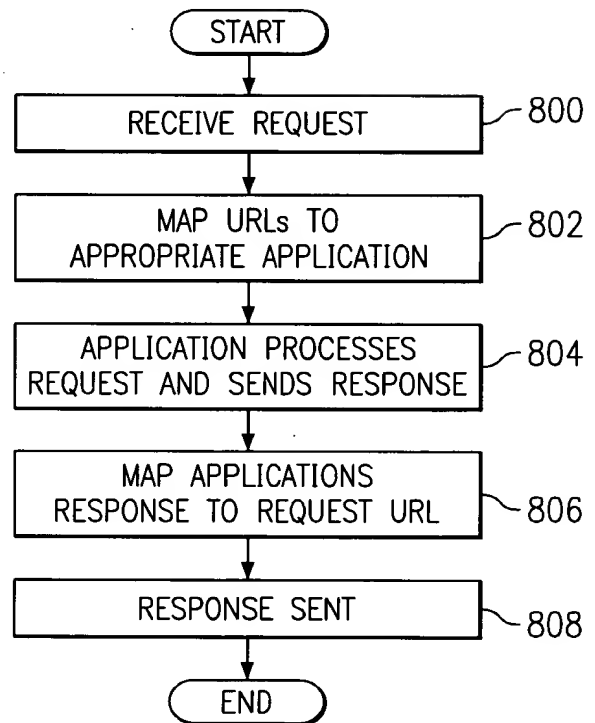 START
RECEIVE REQUEST
800
MAP URLs TO
APPROPRIATE APPLICATION
802
APPLICATION PROCESSES
REQUEST AND SENDS RESPONSE
804
MAP APPLICATIONS
RESPONSE TO REQUEST URL
806
RESPONSE SENT
808
END